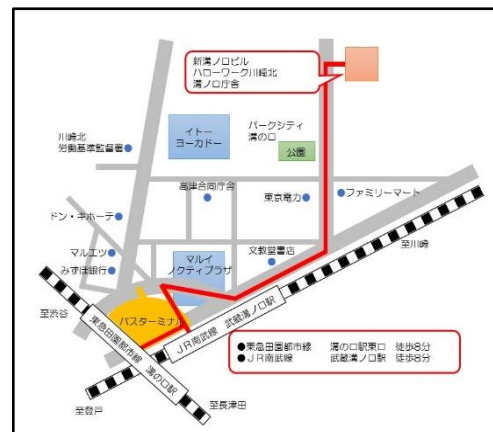 新溝ノ口ビル
ハローワーク川崎北
溝ノ口庁舎
イトー
ヨーカドー
パークシティ
溝の口
公園
川崎北
労働基準監督署
高津合同庁舎
東京電力
ファミリーマート
ドン・キホーテ
マルエツ
みずほ銀行
マルイ
ノクティプラザ
文教堂書店
至川崎
至渋谷
バスターミナル
東急田園都市線 溝の口駅
JR南武線 武蔵溝ノ口駅
●東急田園都市線 溝の口駅東口 徒歩8分
●JR南武線 武蔵溝ノ口駅 徒歩8分
至登戸
至長津田